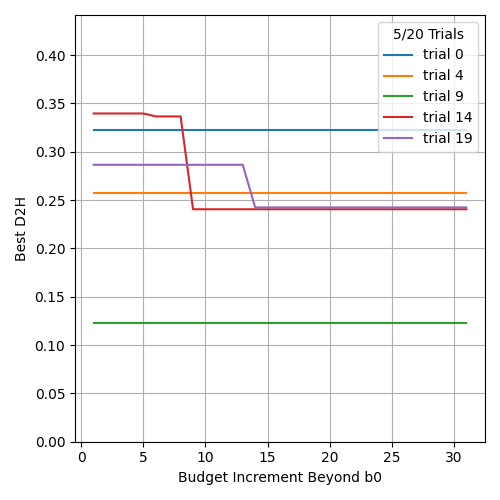 5/20 Trials
trial 0
trial 4
trial 9
trial 14
trial 19
Best D2H
0.40
0.35
0.30
0.25
0.20
0.15
0.10
0.05
0.00
0 5 10 15 20 25 30
Budget Increment Beyond b0